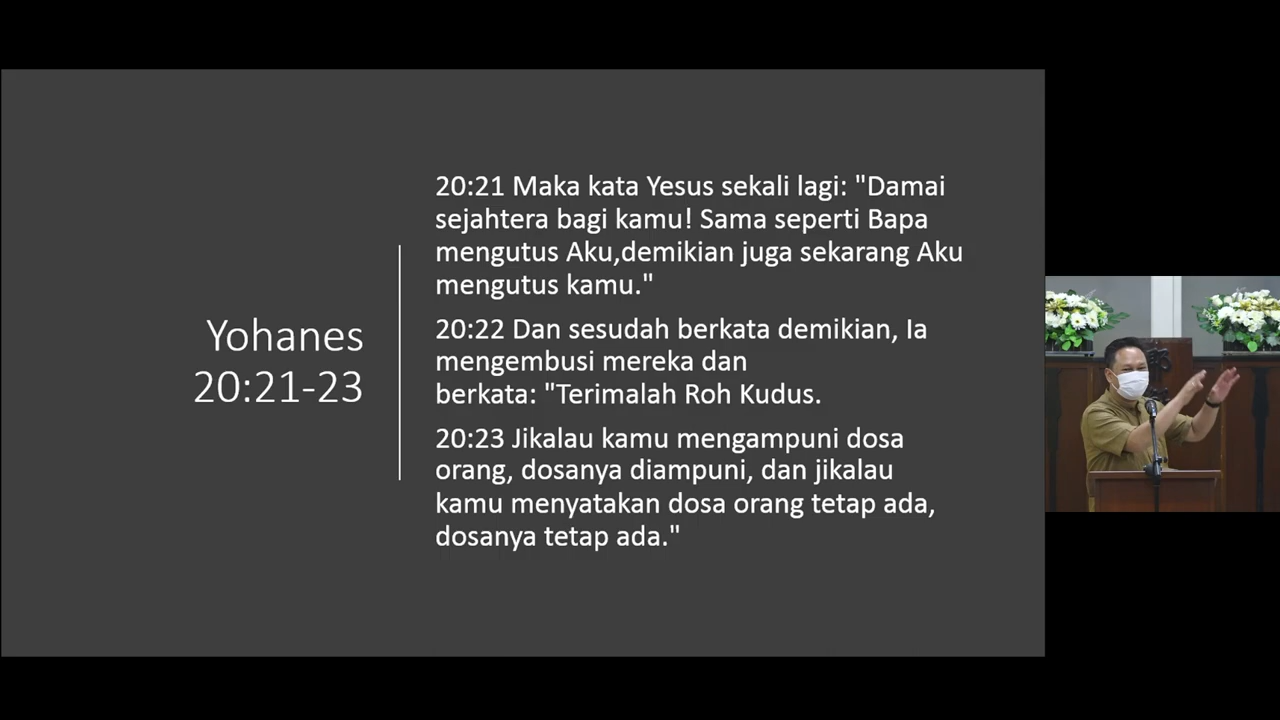 Yohanes
20:21-23
20:21 Maka kata Yesus sekali lagi: "Damai
sejahtera bagi kamu! Sama seperti Bapa
mengutus Aku,demikian juga sekarang Aku
mengutus kamu."
20:22 Dan sesudah berkata demikian, Ia
mengembusi mereka dan
berkata: "Terimalah Roh Kudus.
20:23 Jikalau kamu mengampuni dosa
orang, dosanya diampuni, dan jikalau
kamu menyatakan dosa orang tetap ada,
dosanya tetap ada."